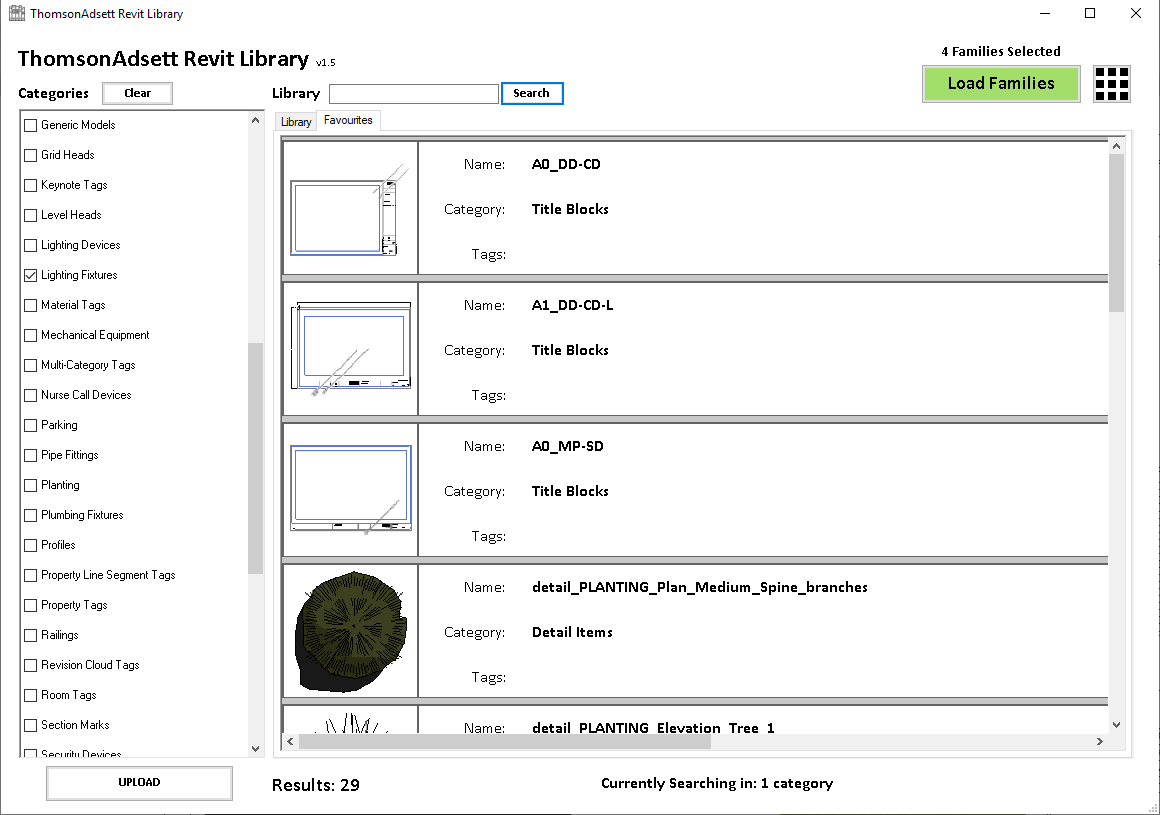 ThomsonAdsett Revit Library
ThomsonAdsett Revit Library v1.5
4 Families Selected
Load Families
Categories
Clear
Library
Search
Generic Models
Grid Heads
Keynote Tags
Level Heads
Lighting Devices
Lighting Fixtures
Material Tags
Mechanical Equipment
Multi-Category Tags
Nurse Call Devices
Parking
Pipe Fittings
Planting
Plumbing Fixtures
Profiles
Property Line Segment Tags
Property Tags
Railings
Revision Cloud Tags
Room Tags
Section Marks
Security Devices
UPLOAD
Library
Favourites
Name: A0_DD-CD
Category: Title Blocks
Tags:
Name: A1_DD-CD-L
Category: Title Blocks
Tags:
Name: A0_MP-SD
Category: Title Blocks
Tags:
Name: detail_PLANTING_Plan_Medium_Spine_branches
Category: Detail Items
Tags:
Name: detail_PLANTING_Elevation_Tree_1
Results: 29
Currently Searching in: 1 category